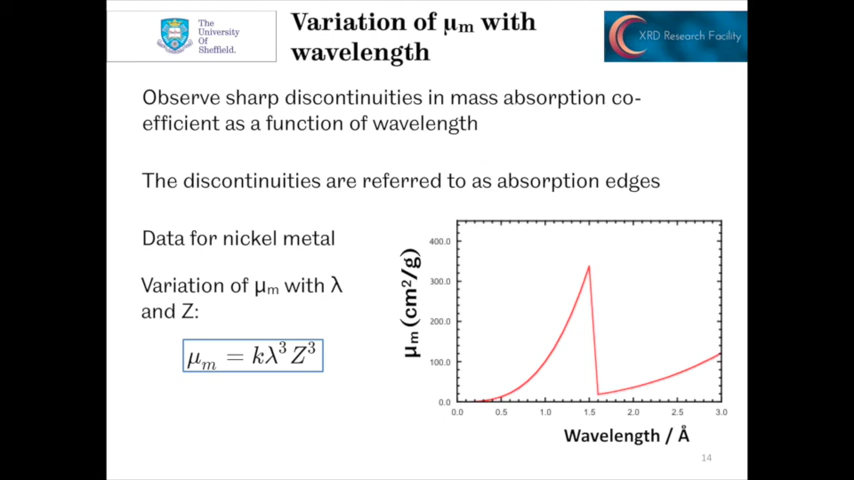 The
University
Of
Sheffield.
Variation of μₘ with
wavelength
XRD Research Facility
Observe sharp discontinuities in mass absorption co-
efficient as a function of wavelength
The discontinuities are referred to as absorption edges
Data for nickel metal
Variation of μₘ with λ
and Z:
μₘ = kλ³Z³
μₘ (cm²/g)
400.0
300.0
200.0
100.0
0.0
0.0 0.5 1.0 1.5 2.0 2.5 3.0
Wavelength / Å
14